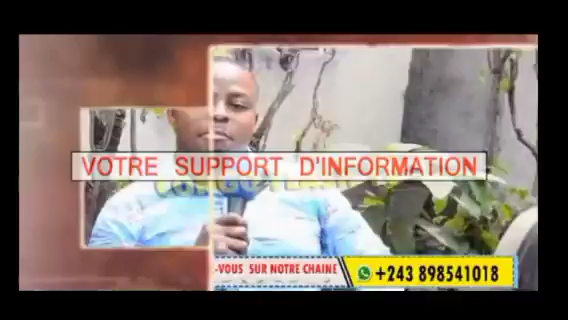 VOTRE SUPPORT D'INFORMATION
-VOUS SUR NOTRE CHAINE
+243 898541018